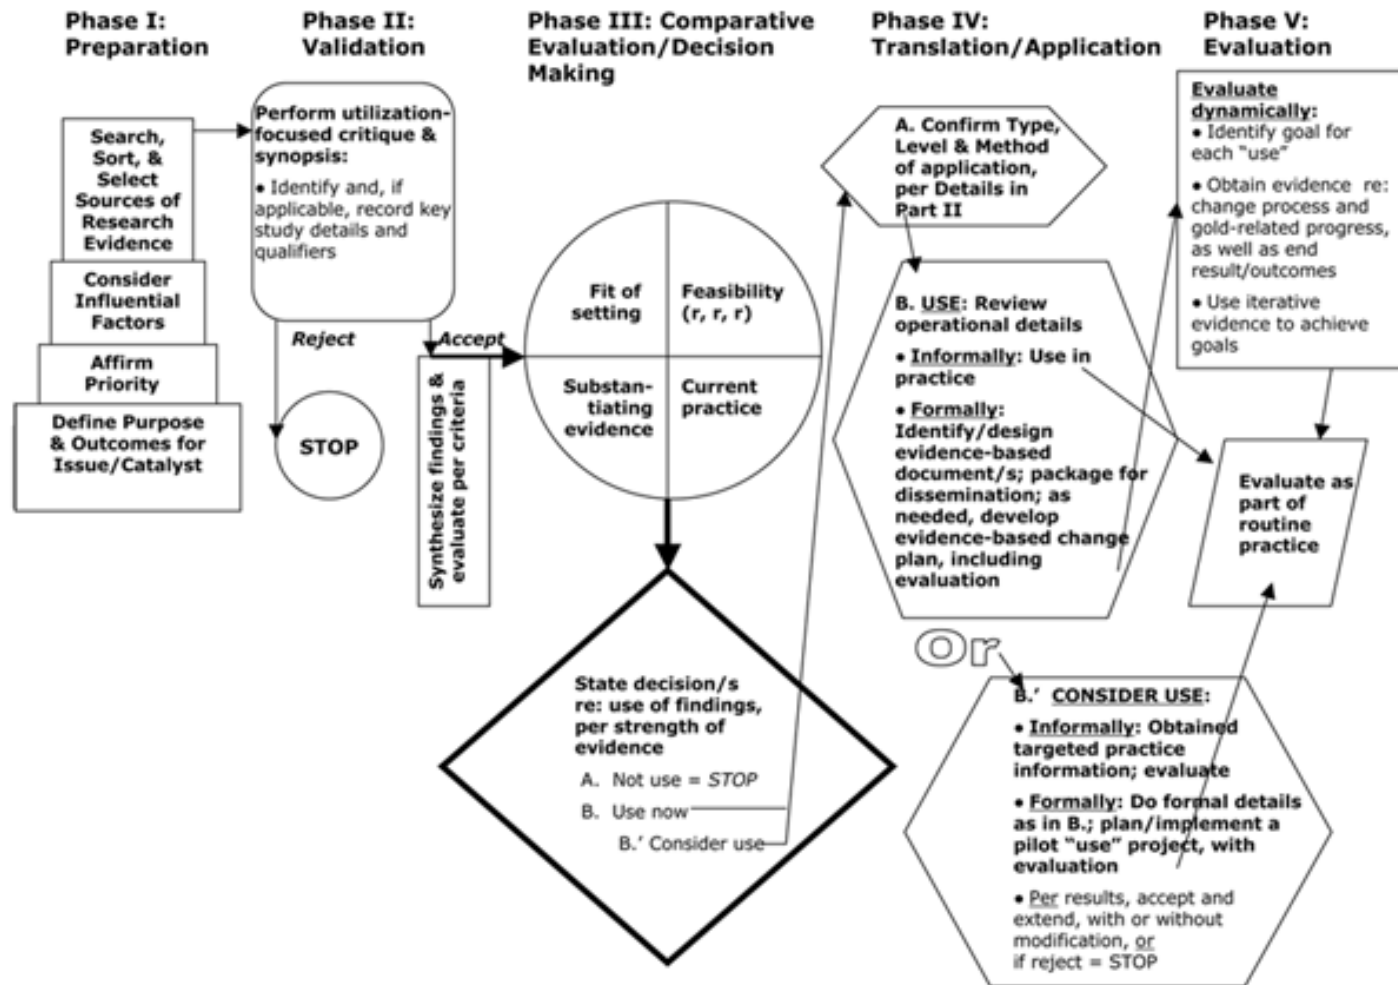 Phase I:
Preparation
Phase II:
Validation
Phase III: Comparative
Evaluation/Decision
Making
Phase IV:
Translation/Application
Phase V:
Evaluation
Search,
Sort, &
Select
Sources of
Research
Evidence
Consider
Influential
Factors
Affirm
Priority
Define Purpose
& Outcomes for
Issue/Catalyst
Perform utilization-
focused critique &
synopsis:
• Identify and, if
applicable, record key
study details and
qualifiers
Reject
Accept
STOP
Synthesize findings &
evaluate per criteria
Fit of
setting
Feasibility
(r, r, r)
Substan-
tiating
evidence
Current
practice
State decision/s
re: use of findings,
per strength of
evidence
A. Not use = STOP
B. Use now
B.' Consider use
A. Confirm Type,
Level & Method
of application,
per Details in
Part II
B. USE: Review
operational details
• Informally: Use in
practice
• Formally:
Identify/design
evidence-based
document/s; package for
dissemination; as
needed, develop
evidence-based change
plan, including
evaluation
Or
B.' CONSIDER USE:
• Informally: Obtained
targeted practice
information; evaluate
• Formally: Do formal details
as in B.; plan/implement a
pilot "use" project, with
evaluation
• Per results, accept and
extend, with or without
modification, or
if reject = STOP
Evaluate
dynamically:
• Identify goal for
each "use"
• Obtain evidence re:
change process and
gold-related progress,
as well as end
result/outcomes
• Use iterative
evidence to achieve
goals
Evaluate as
part of
routine
practice